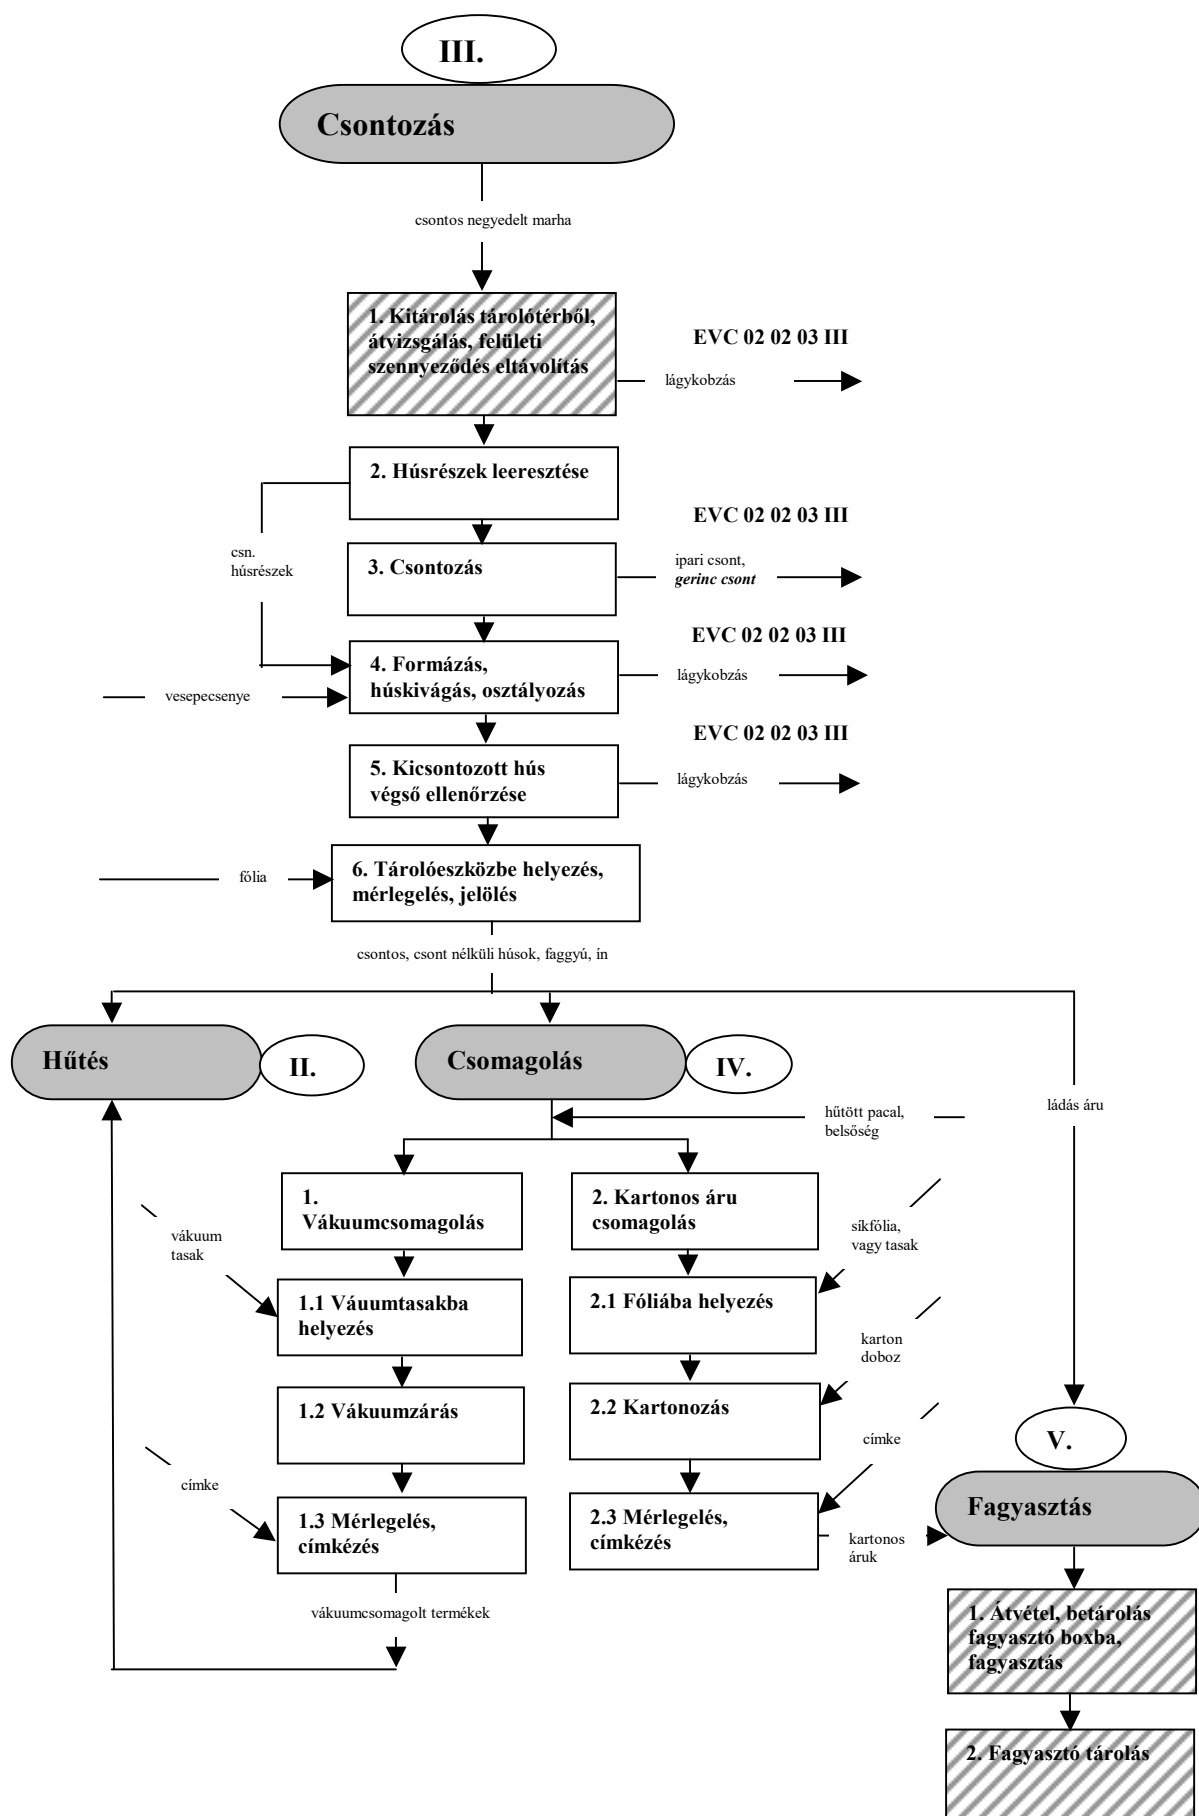 III.
Csontozás
csontos negyedelt marha
1. Kitárolás tárolótérből,
átvizsgálás, felületi
szennyeződés eltávolítás
EVC 02 02 03 III
lágykobzás
2. Húsrészek leeresztése
csn.
húsrészek
EVC 02 02 03 III
3. Csontozás
ipari csont,
gerinc csont
EVC 02 02 03 III
4. Formázás,
húskivágás, osztályozás
lágykobzás
vesepecsenye
EVC 02 02 03 III
5. Kicsontozott hús
végső ellenőrzése
lágykobzás
fólia
6. Tárolóeszközbe helyezés,
mérlegelés, jelölés
csontos, csont nélküli húsok, faggyú, ín
Hűtés
II.
Csomagolás
IV.
hűtött pacal,
belsőség
ládás áru
1.
Vákuumcsomagolás
2. Kartonos áru
csomagolás
vákuum
tasak
síkfólia,
vagy tasak
1.1 Váuumtasakba
helyezés
2.1 Fóliába helyezés
karton
doboz
1.2 Vákuumzárás
2.2 Kartonozás
címke
címke
V.
Fagyasztás
1.3 Mérlegelés,
címkézés
2.3 Mérlegelés,
címkézés
kartonos
áruk
vákuumcsomagolt termékek
1. Átvétel, betárolás
fagyasztó boxba,
fagyasztás
2. Fagyasztó tárolás